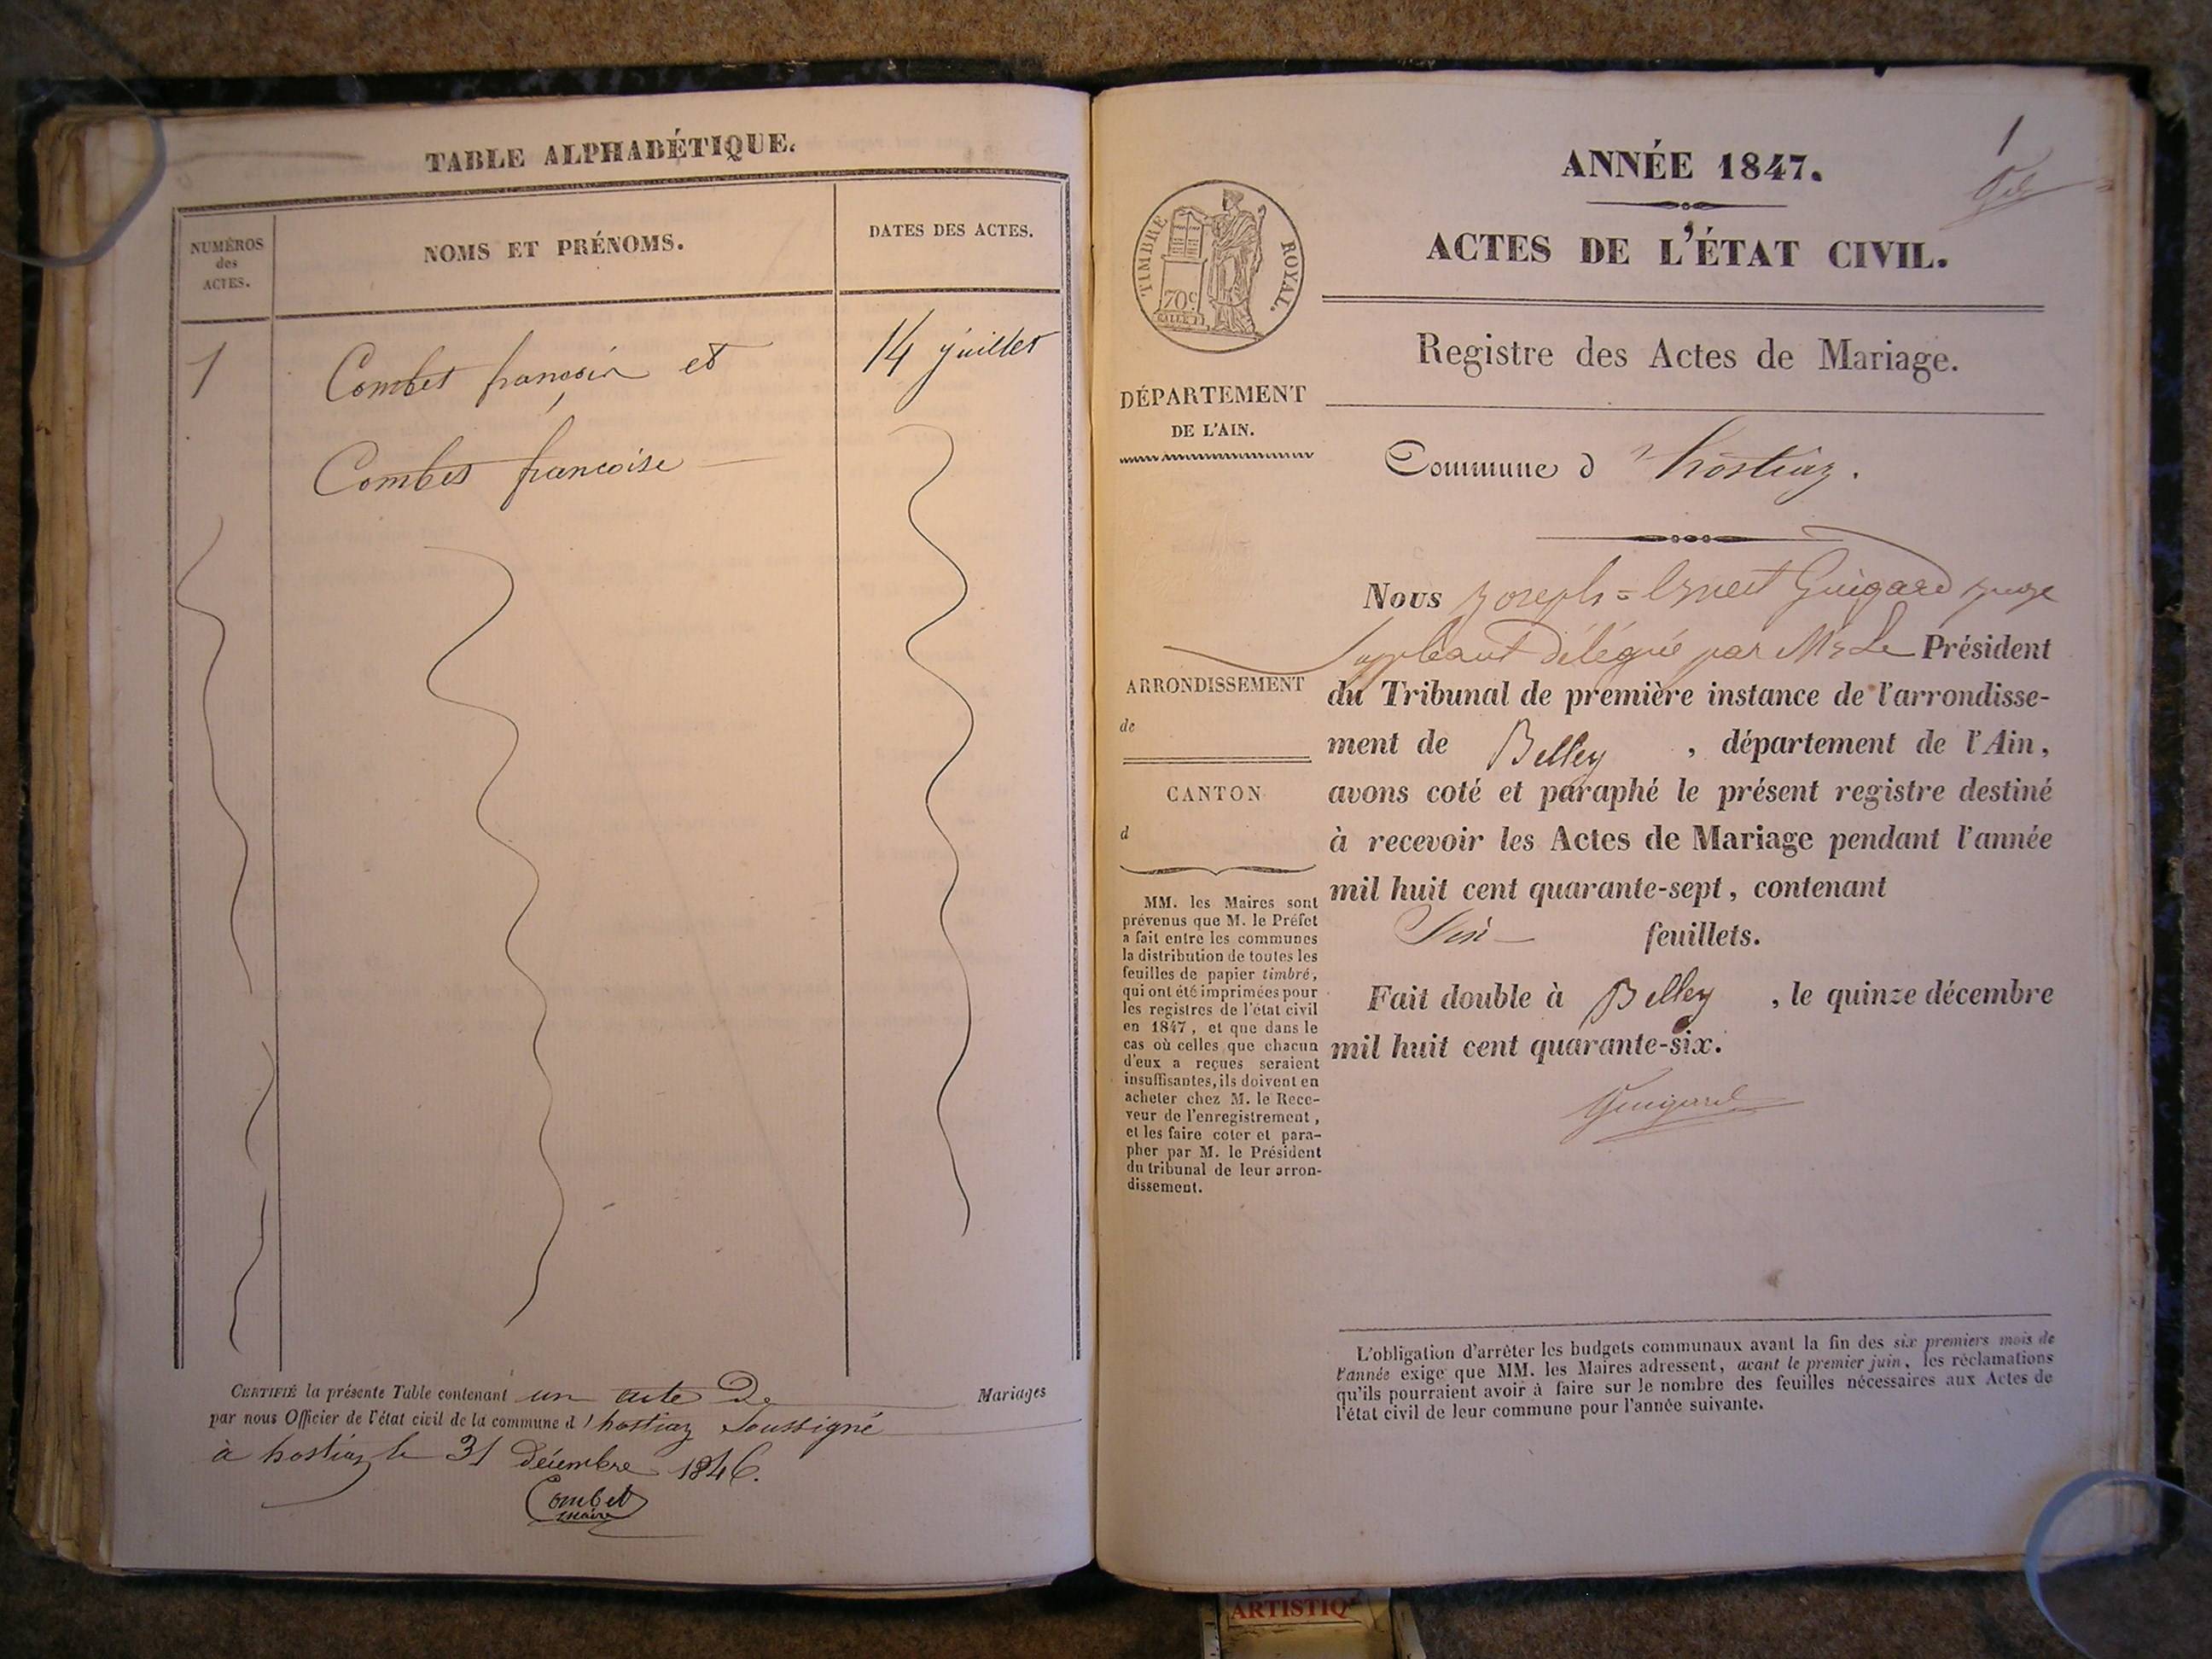 TABLE ALPHABÉTIQUE.
NUMÉROS
des
ACTES.
NOMS ET PRÉNOMS.
DATES DES ACTES.
1
Combet françois et
14 juillet
Combet francoise
CERTIFIÉ la présente Table contenant un acte De Mariages
par nous Officier de l'état civil de la commune d'hostiaz Soussigné
à hostiaz le 31 Décembre 1846.
Combet
maire
1
ANNÉE 1847.
ACTES DE L'ÉTAT CIVIL.
TIMBRE ROYAL.
70c
Registre des Actes de Mariage.
DÉPARTEMENT
DE L'AIN.
Commune d'hostiaz.
Nous Joseph=Ernest Guigard juge
Suppléant délégué par Mr Le Président
du Tribunal de première instance de l'arrondisse-
ment de Belley, département de l'Ain,
avons coté et paraphé le présent registre destiné
à recevoir les Actes de Mariage pendant l'année
mil huit cent quarante-sept, contenant
feuillets.
Fait double à Belley, le quinze décembre
mil huit cent quarante-six.
Guigard
ARRONDISSEMENT
de
CANTON
d
MM. les Maires sont
prévenus que M. le Préfet
a fait entre les communes
la distribution de toutes les
feuilles de papier timbré,
qui ont été imprimées pour
les registres de l'état civil
en 1847, et que dans le
cas où celles que chacun
d'eux a reçues seraient
insuffisantes, ils doivent en
acheter chez M. le Rece-
veur de l'enregistrement,
et les faire coter et para-
pher par M. le Président
du tribunal de leur arron-
dissement.
L'obligation d'arrêter les budgets communaux avant la fin des six premiers mois de
l'année exige que MM. les Maires adressent, avant le premier juin, les réclamations
qu'ils pourraient avoir à faire sur le nombre des feuilles nécessaires aux Actes de
l'état civil de leur commune pour l'année suivante.
ARTISTIQ